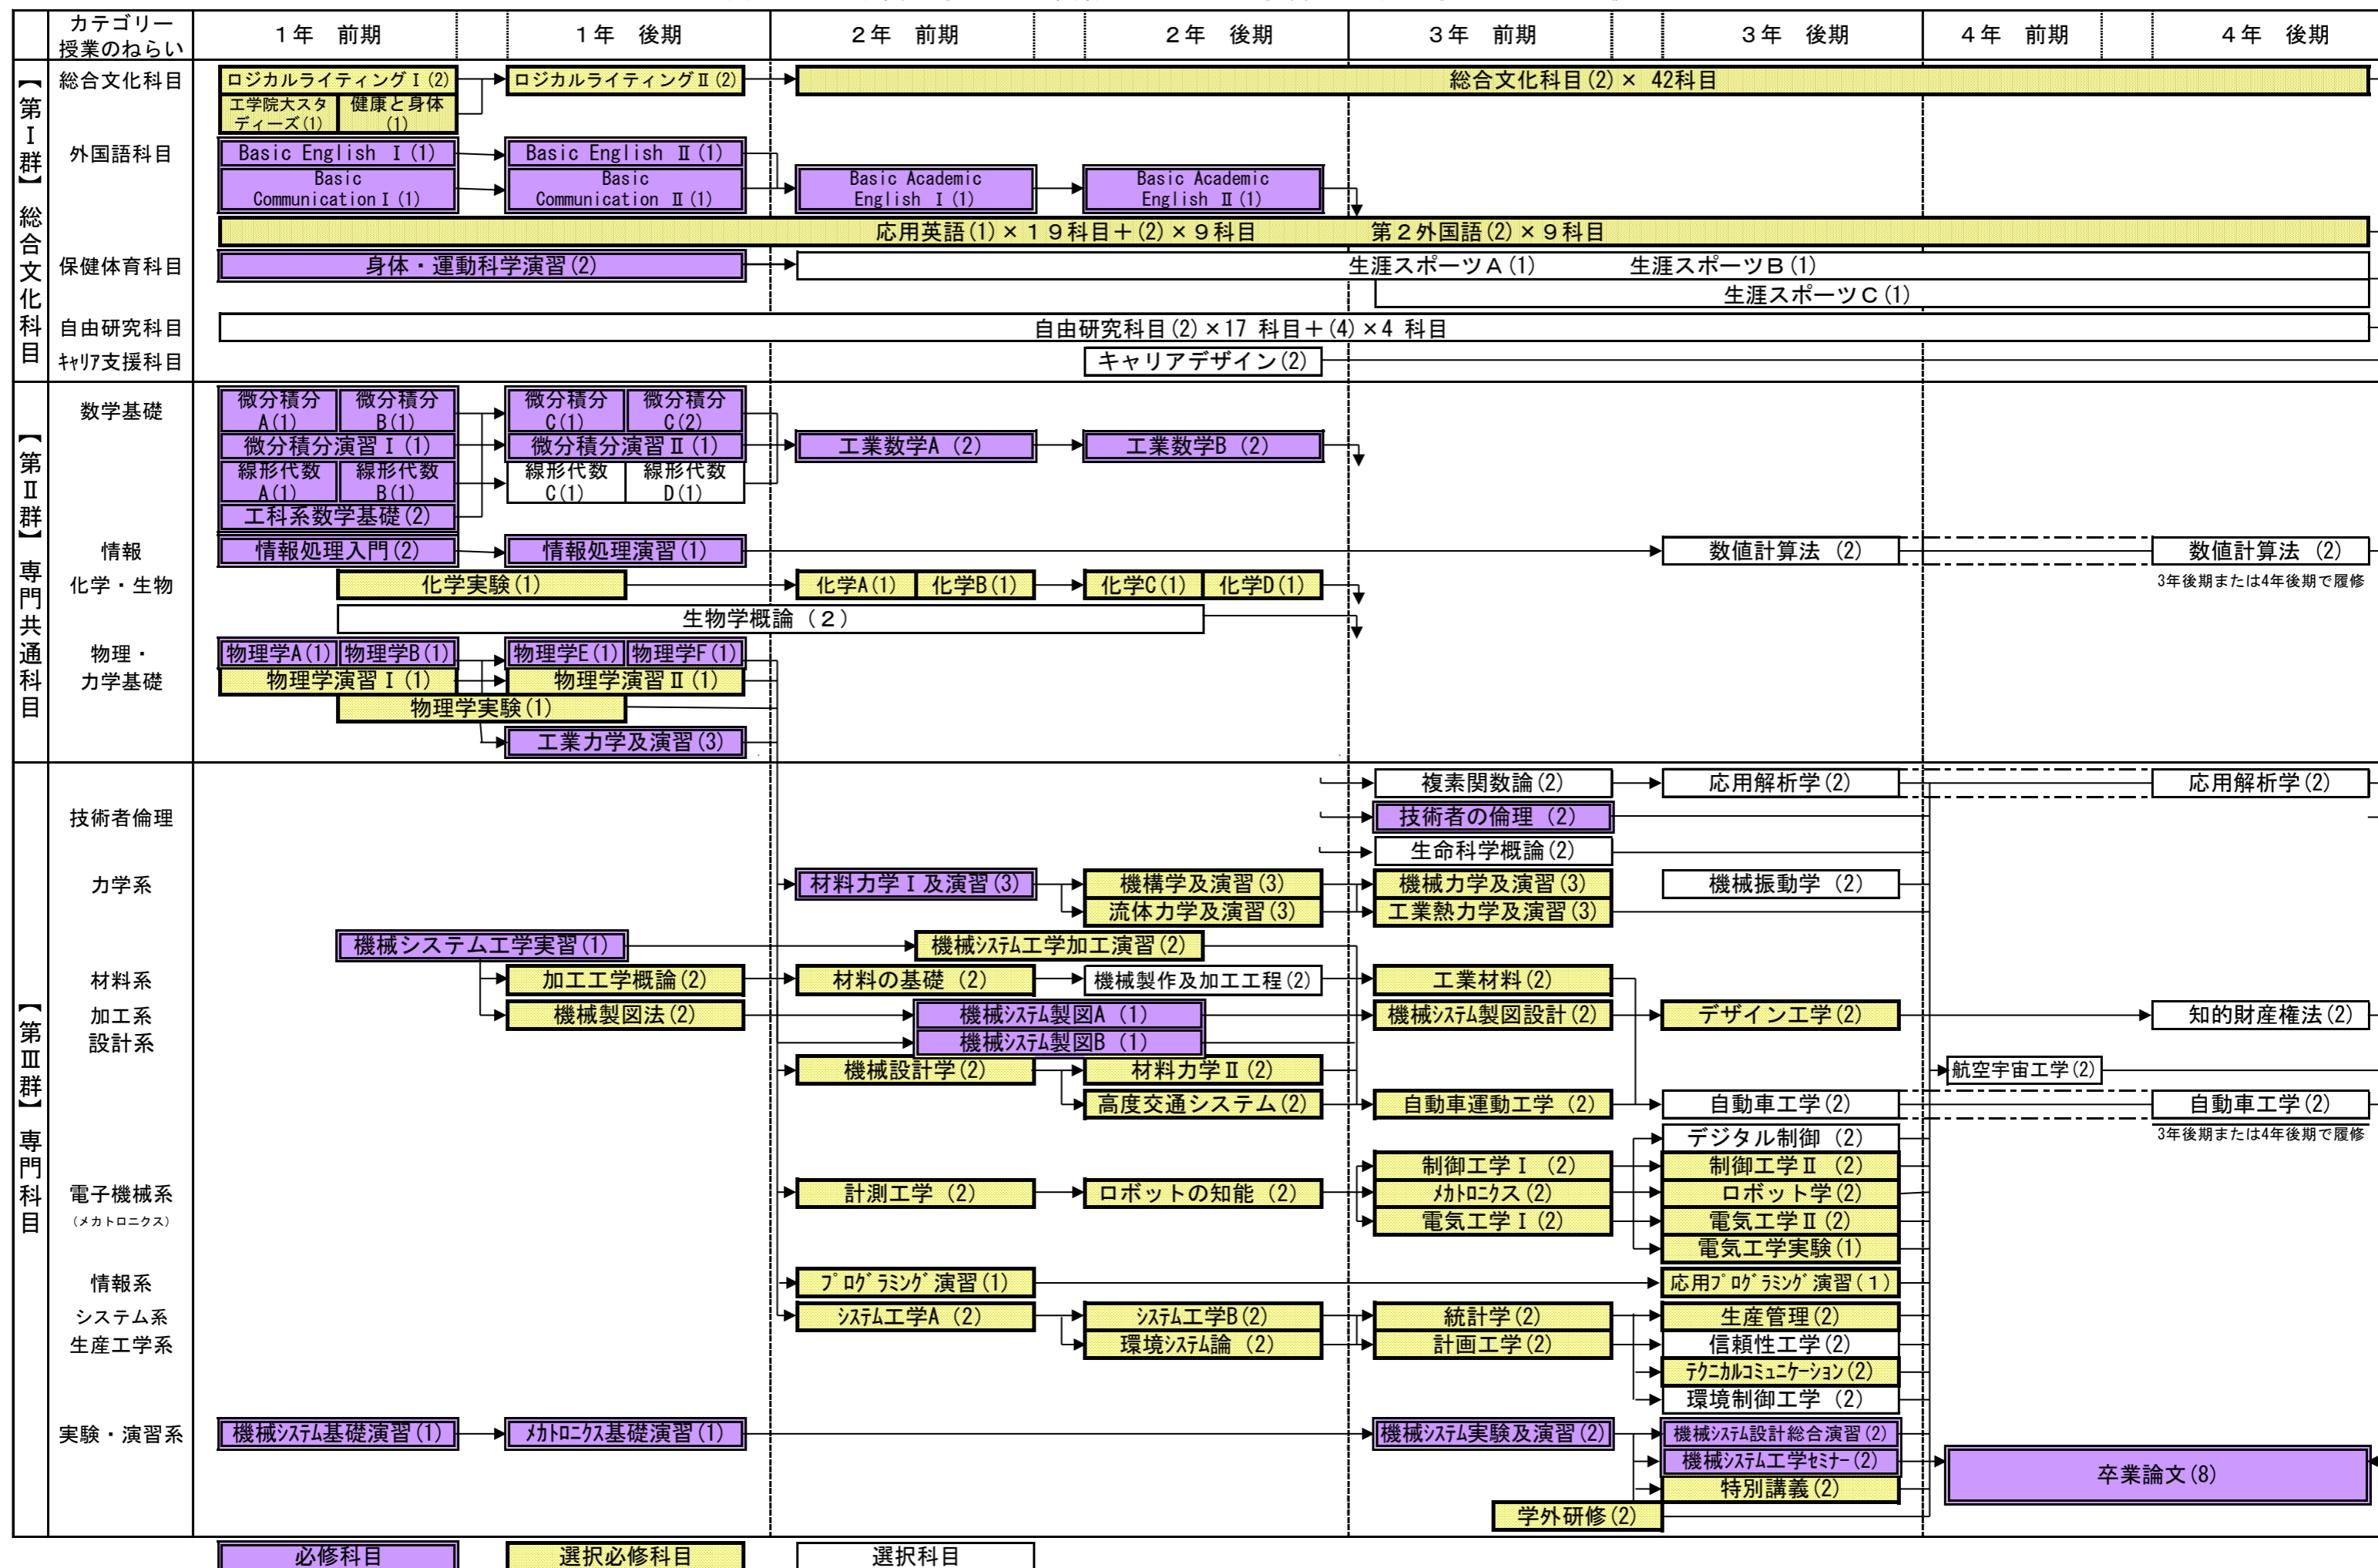 カテゴリー
授業のねらい
1年 前期
1年 後期
2年 前期
2年 後期
3年 前期
3年 後期
4年 前期
4年 後期
【第Ⅰ群】 総合文化科目
総合文化科目
ロジカルライティングⅠ(2)
ロジカルライティングⅡ(2)
総合文化科目(2)× 42科目
工学院大スタ
ディーズ(1)
健康と身体
(1)
外国語科目
Basic English Ⅰ(1)
Basic English Ⅱ(1)
Basic
Communication Ⅰ(1)
Basic
Communication Ⅱ(1)
Basic Academic
English Ⅰ(1)
Basic Academic
English Ⅱ(1)
応用英語(1)×19科目+(2)×9科目
第2外国語(2)×9科目
保健体育科目
身体・運動科学演習(2)
生涯スポーツA(1)
生涯スポーツB(1)
生涯スポーツC(1)
自由研究科目
自由研究科目(2)×17 科目+(4)×4 科目
ｷｬﾘｱ支援科目
キャリアデザイン(2)
【第Ⅱ群】 専門共通科目
数学基礎
微分積分
A(1)
微分積分
B(1)
微分積分
C(1)
微分積分
C(2)
微分積分演習Ⅰ(1)
微分積分演習Ⅱ(1)
工業数学A (2)
工業数学B (2)
線形代数
A(1)
線形代数
B(1)
線形代数
C(1)
線形代数
D(1)
工科系数学基礎(2)
情報
情報処理入門(2)
情報処理演習(1)
数値計算法 (2)
数値計算法 (2)
化学・生物
化学実験(1)
化学A(1)
化学B(1)
化学C(1)
化学D(1)
3年後期または4年後期で履修
生物学概論(2)
物理・
力学基礎
物理学A(1)
物理学B(1)
物理学E(1)
物理学F(1)
物理学演習Ⅰ(1)
物理学演習Ⅱ(1)
物理学実験(1)
工業力学及演習(3)
【第Ⅲ群】 専門科目
複素関数論(2)
応用解析学(2)
応用解析学(2)
技術者倫理
技術者の倫理 (2)
生命科学概論(2)
力学系
材料力学Ⅰ及演習(3)
機構学及演習(3)
機械力学及演習(3)
機械振動学 (2)
流体力学及演習(3)
工業熱力学及演習(3)
機械システム工学実習(1)
機械ｼｽﾃﾑ工学加工演習(2)
材料系
加工工学概論(2)
材料の基礎 (2)
機械製作及加工工程(2)
工業材料(2)
加工系
設計系
機械製図法(2)
機械ｼｽﾃﾑ製図A (1)
機械ｼｽﾃﾑ製図設計(2)
デザイン工学(2)
知的財産権法(2)
機械ｼｽﾃﾑ製図B (1)
機械設計学(2)
材料力学Ⅱ(2)
航空宇宙工学(2)
高度交通システム(2)
自動車運動工学 (2)
自動車工学(2)
自動車工学(2)
3年後期または4年後期で履修
デジタル制御 (2)
制御工学Ⅰ (2)
制御工学Ⅱ (2)
電子機械系
(メカトロニクス)
計測工学 (2)
ロボットの知能 (2)
ﾒｶﾄﾛﾆｸｽ(2)
ロボット学(2)
電気工学Ⅰ(2)
電気工学Ⅱ(2)
電気工学実験(1)
情報系
ﾌﾟﾛｸﾞﾗﾐﾝｸﾞ演習(1)
応用ﾌﾟﾛｸﾞﾗﾐﾝｸﾞ演習(1)
システム系
生産工学系
ｼｽﾃﾑ工学A (2)
ｼｽﾃﾑ工学B(2)
統計学(2)
生産管理(2)
環境ｼｽﾃﾑ論 (2)
計画工学(2)
信頼性工学(2)
ﾃｸﾆｶﾙｺﾐｭﾆｹｰｼｮﾝ(2)
環境制御工学 (2)
実験・演習系
機械ｼｽﾃﾑ基礎演習(1)
ﾒｶﾄﾛﾆｸｽ基礎演習(1)
機械ｼｽﾃﾑ実験及演習(2)
機械ｼｽﾃﾑ設計総合演習(2)
機械ｼｽﾃﾑ工学ｾﾐﾅｰ(2)
卒業論文(8)
特別講義(2)
学外研修(2)
必修科目
選択必修科目
選択科目